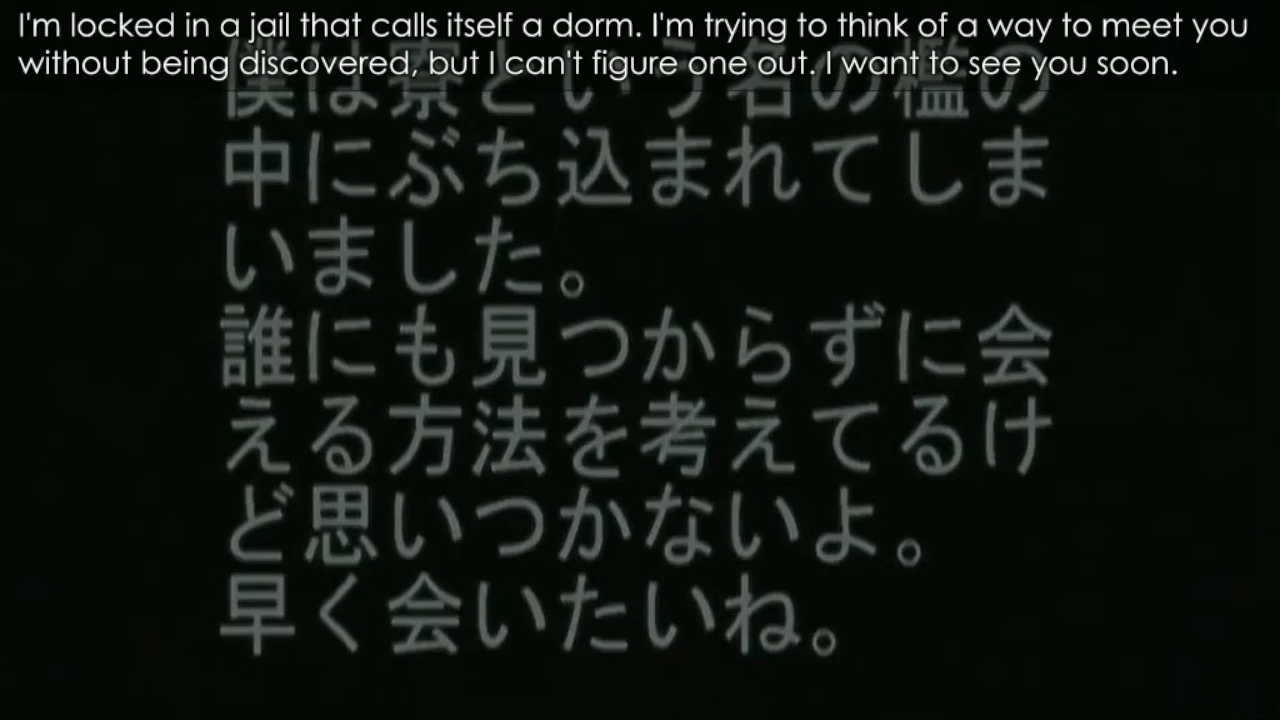 I'm locked in a jail that calls itself a dorm. I'm trying to think of a way to meet you
without being discovered, but I can't figure one out. I want to see you soon.
僕は寮という名の檻の
中にぶち込まれてしま
いました。
誰にも見つからずに会
える方法を考えてるけ
ど思いつかないよ。
早く会いたいね。